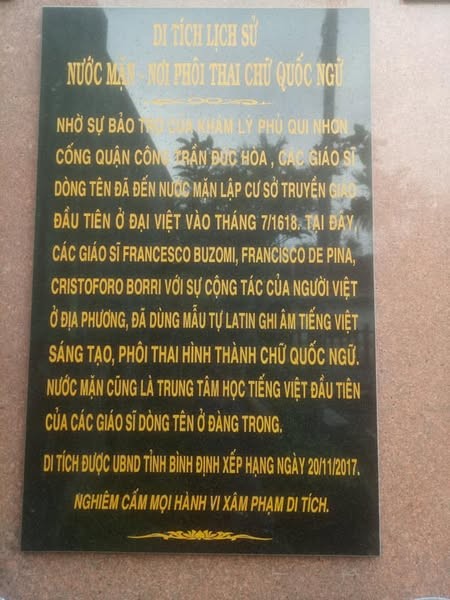 DI TÍCH LỊCH SỬ
NƯỚC MẶN - NƠI PHÔI THAI CHỮ QUỐC NGỮ
NHỜ SỰ BẢO TRỢ CỦA KHÁM LÝ PHỦ QUI NHƠN
CỐNG QUẬN CÔNG TRẦN ĐỨC HÒA , CÁC GIÁO SĨ
DÒNG TÊN ĐÃ ĐẾN NƯỚC MẶN LẬP CƯ SỞ TRUYỀN GIÁO
ĐẦU TIÊN Ở ĐẠI VIỆT VÀO THÁNG 7/1618. TẠI ĐÂY
CÁC GIÁO SĨ FRANCESCO BUZOMI, FRANCISCO DE PINA,
CRISTOFORO BORRI VỚI SỰ CỘNG TÁC CỦA NGƯỜI VIỆT
Ở ĐỊA PHƯƠNG, ĐÃ DÙNG MẪU TỰ LATIN GHI ÂM TIẾNG VIỆT
SÁNG TẠO, PHÔI THAI HÌNH THÀNH CHỮ QUỐC NGỮ.
NƯỚC MẶN CŨNG LÀ TRUNG TÂM HỌC TIẾNG VIỆT ĐẦU TIÊN
CỦA CÁC GIÁO SĨ DÒNG TÊN Ở ĐÀNG TRONG.
DI TÍCH ĐƯỢC UBND TỈNH BÌNH ĐỊNH XẾP HẠNG NGÀY 20/11/2017.
NGHIÊM CẤM MỌI HÀNH VI XÂM PHẠM DI TÍCH.